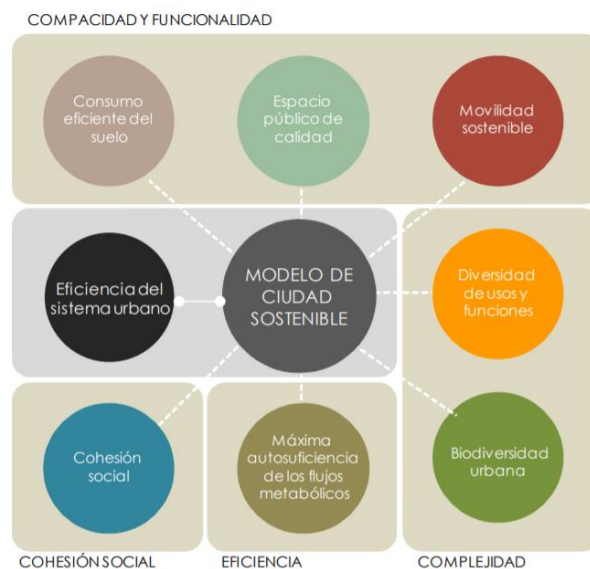 COMPACIDAD Y FUNCIONALIDAD
Consumo
eficiente del
suelo
Espacio
público de
calidad
Movilidad
sostenible
Eficiencia del
sistema urbano
MODELO DE
CIUDAD
SOSTENIBLE
Diversidad
de usos y
funciones
Cohesión
social
Máxima
autosuficiencia
de los flujos
metabólicos
Biodiversidad
urbana
COHESIÓN SOCIAL
EFICIENCIA
COMPLEJIDAD